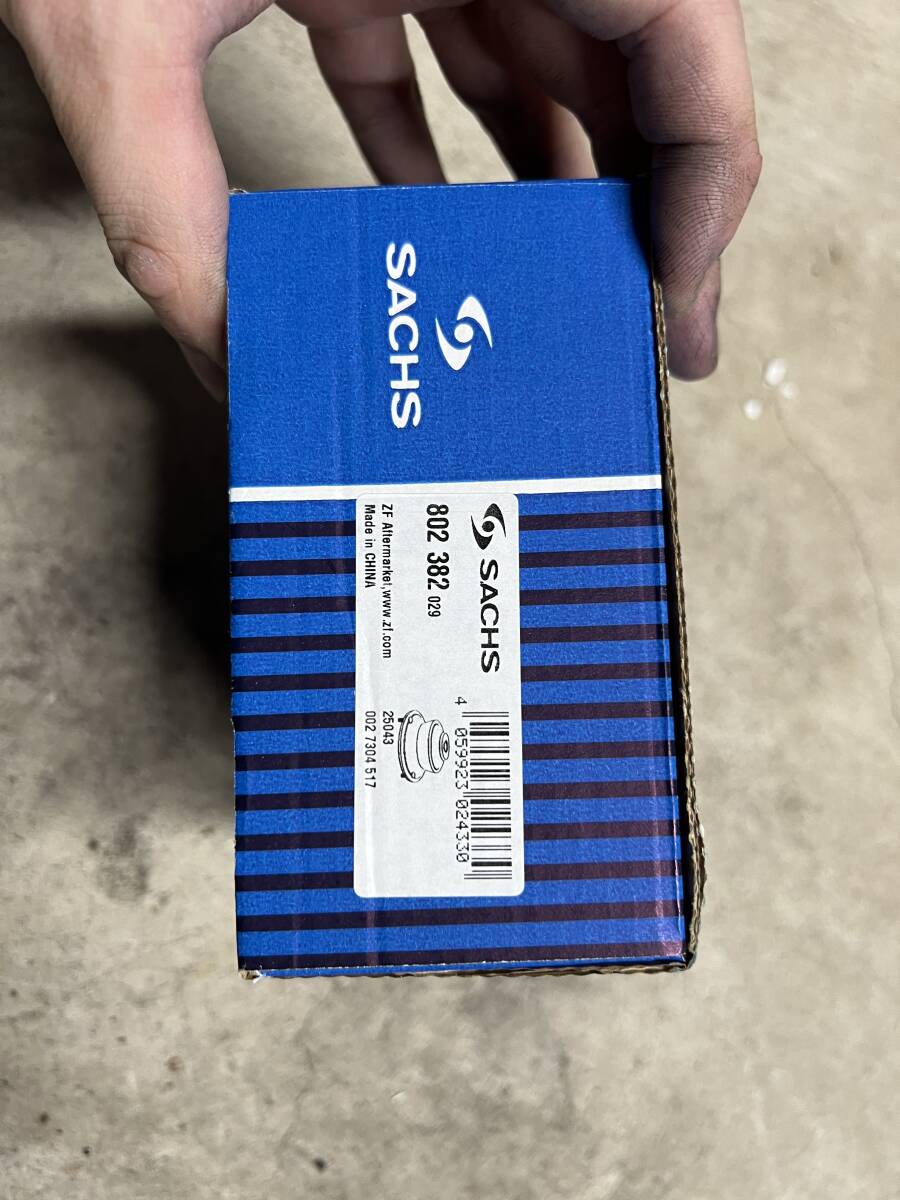 SACHS
SACHS
802 382 029
4 059923 024330
ZF Aftermarket,www.zf.com
Made in CHINA
25043
002 7304 517